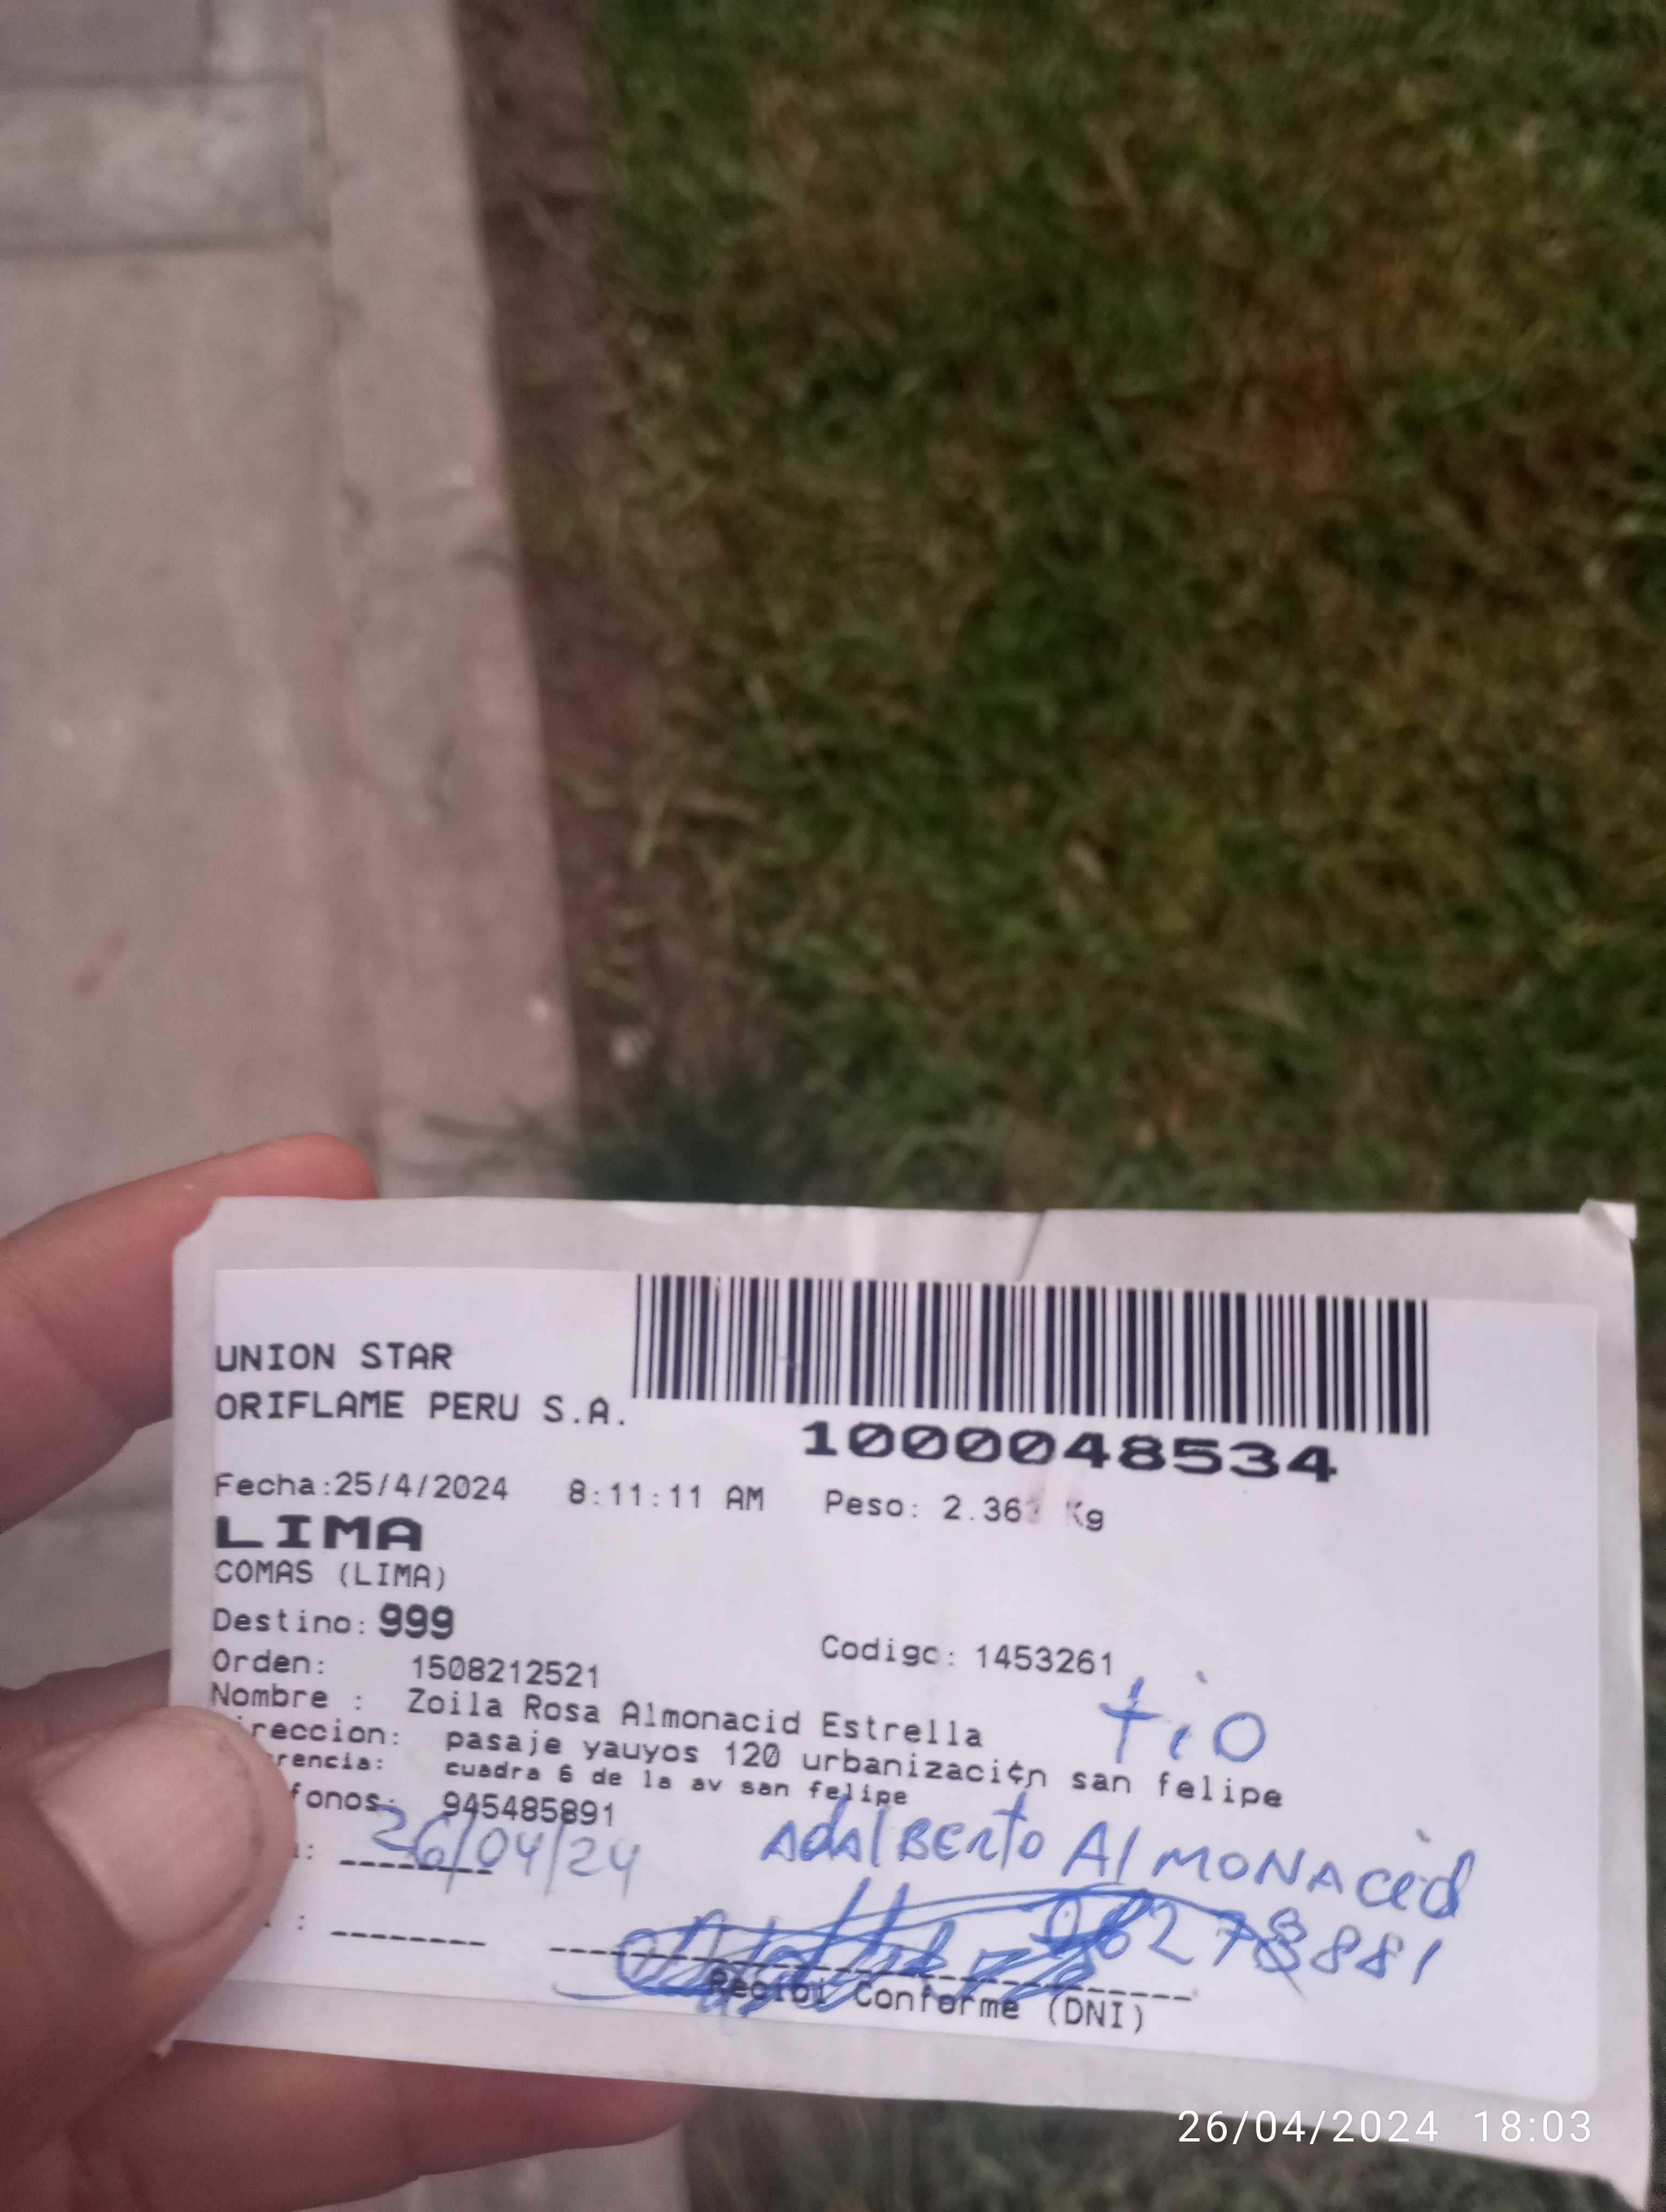 UNION STAR
ORIFLAME PERU S.A.
1000048534
Fecha:25/4/2024 8:11:11 AM Peso: 2.36 Kg
LIMA
COMAS (LIMA)
Destino: 999
Codigo: 1453261
Orden: 1508212521
tio
Nombre : Zoila Rosa Almonacid Estrella
ireccion: pasaje yauyos 120 urbanizaci¢n san felipe
rencia: cuadra 6 de la av san felipe
fonos: 945485891
26/04/24
AdAlBErto AlMONAcid
Recibi Conforme (DNI)
26/04/2024 18:03